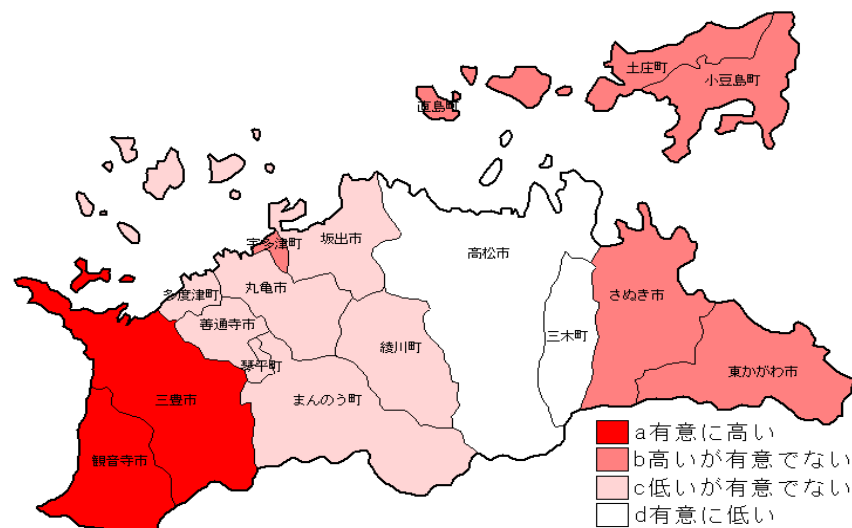 土庄町
小豆島町
直島町
宇多津町
坂出市
高松市
多度津町
丸亀市
さぬき市
善通寺市
三木町
綾川町
琴平町
東かがわ市
三豊市
まんのう町
観音寺市
a有意に高い
b高いが有意でない
c低いが有意でない
d有意に低い